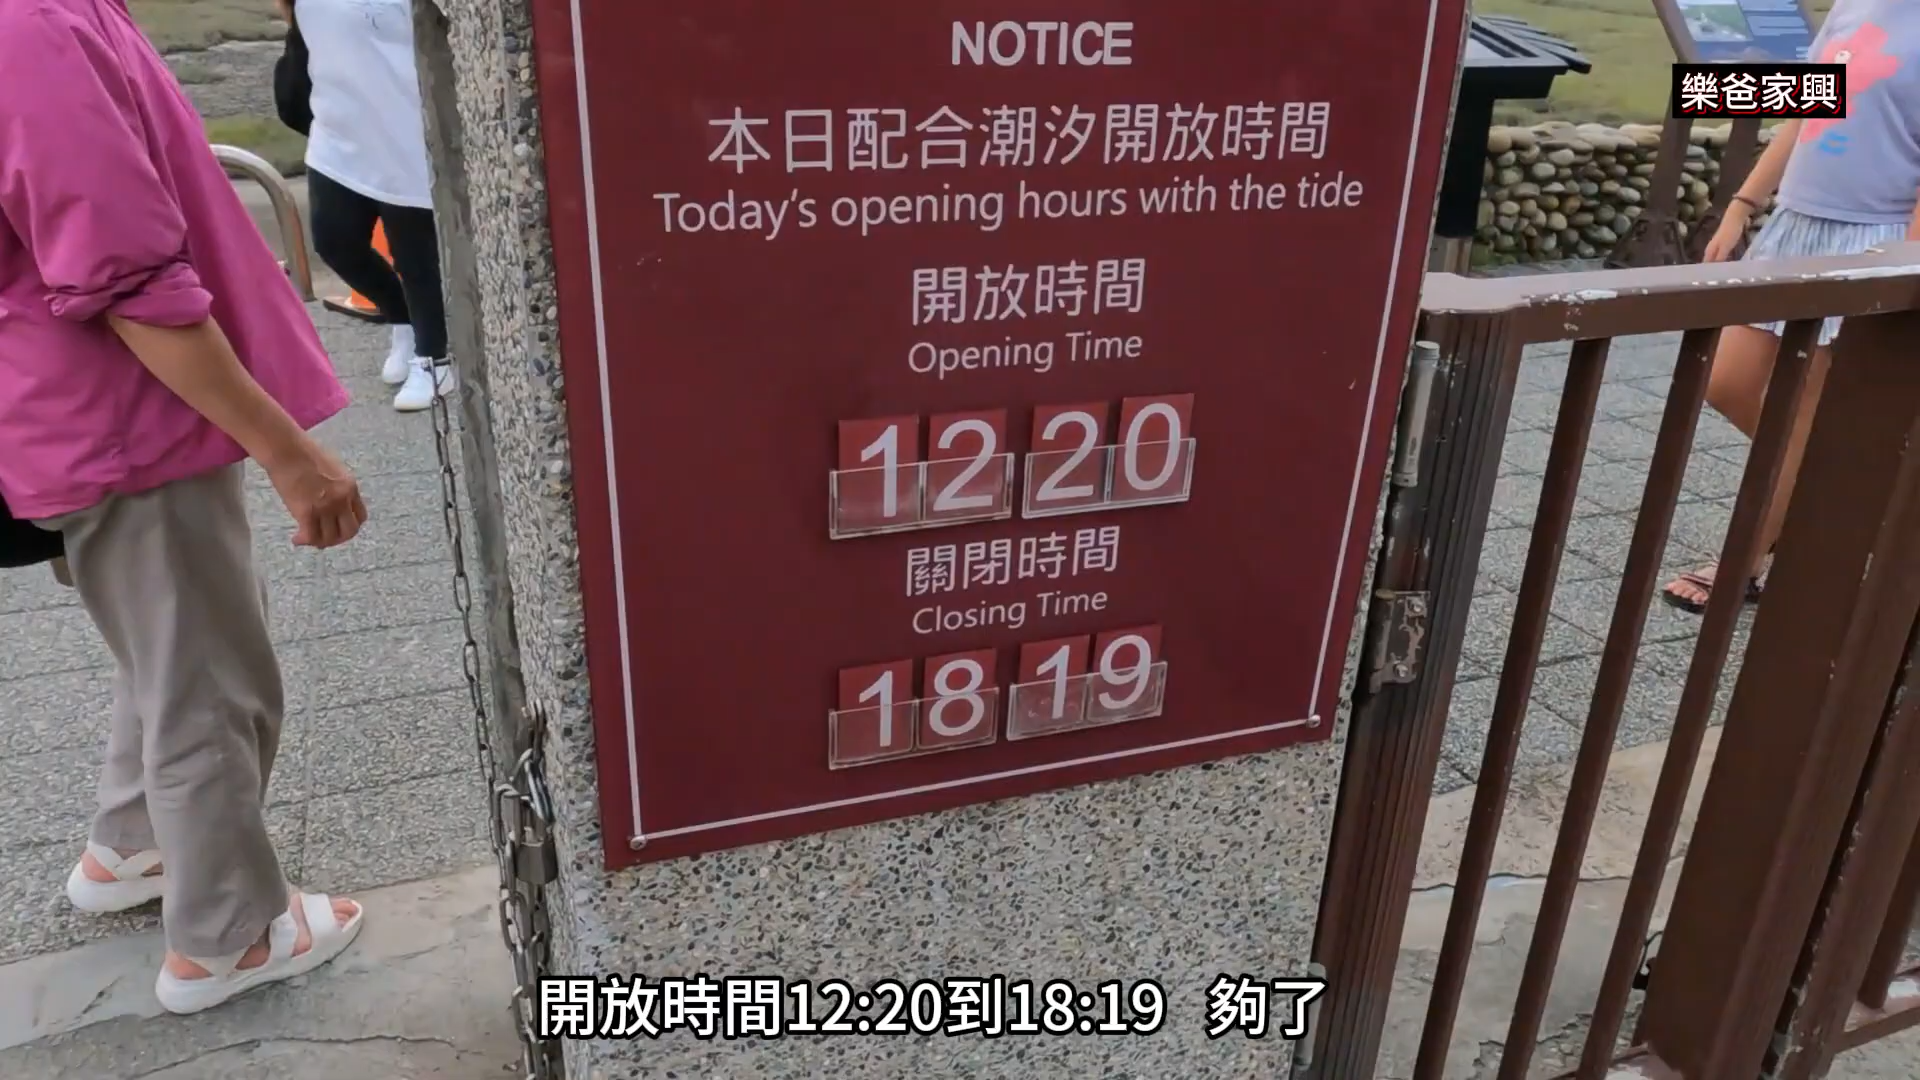 NOTICE
樂爸家興
本日配合潮汐開放時間
Today's opening hours with the tide
開放時間
Opening Time
12 20
關閉時間
Closing Time
18 19
開放時間12:20到18:19 夠了